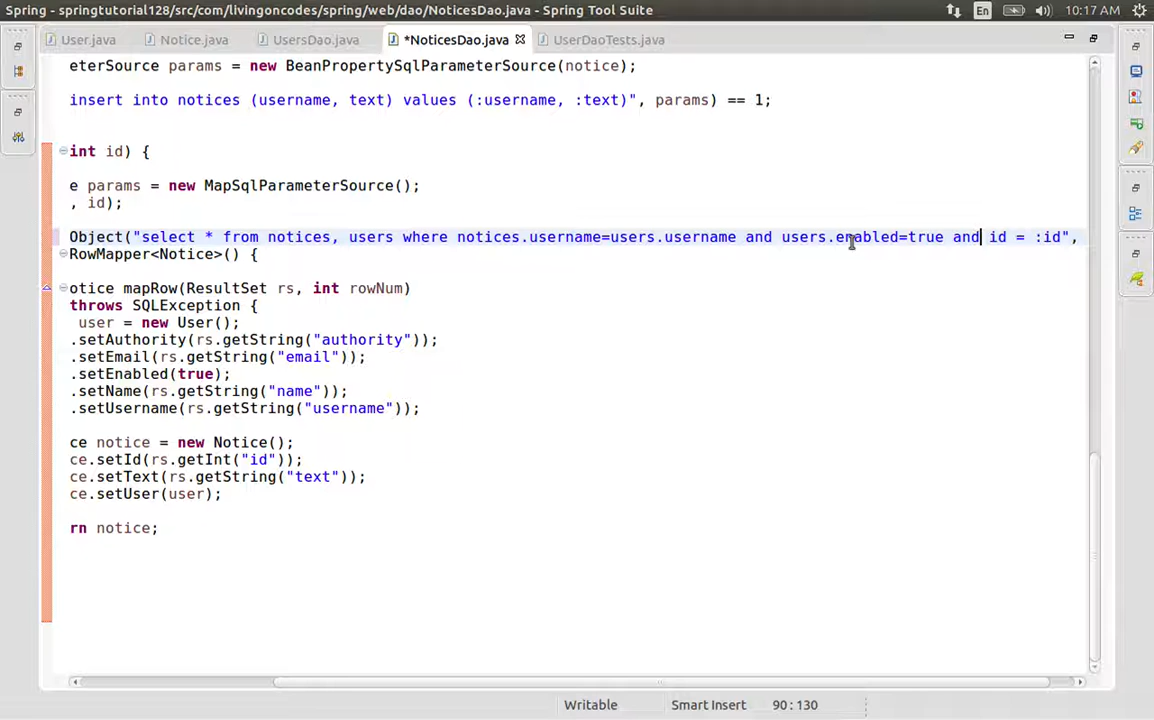 Spring - springtutorial128/src/com/livingoncodes/spring/web/dao/NoticesDao.java - Spring Tool Suite
En
10:17 AM
User.java
Notice.java
UsersDao.java
*NoticesDao.java
UserDaoTests.java
eterSource params = new BeanPropertySqlParameterSource(notice);
insert into notices (username, text) values (:username, :text)", params) == 1;
int id) {
e params = new MapSqlParameterSource();
, id);
Object("select * from notices, users where notices.username=users.username and users.enabled=true and id = :id",
RowMapper<Notice>() {
otice mapRow(ResultSet rs, int rowNum)
throws SQLException {
user = new User();
.setAuthority(rs.getString("authority"));
.setEmail(rs.getString("email"));
.setEnabled(true);
.setName(rs.getString("name"));
.setUsername(rs.getString("username"));
ce notice = new Notice();
ce.setId(rs.getInt("id"));
ce.setText(rs.getString("text"));
ce.setUser(user);
rn notice;
Writable
Smart Insert
90 : 130